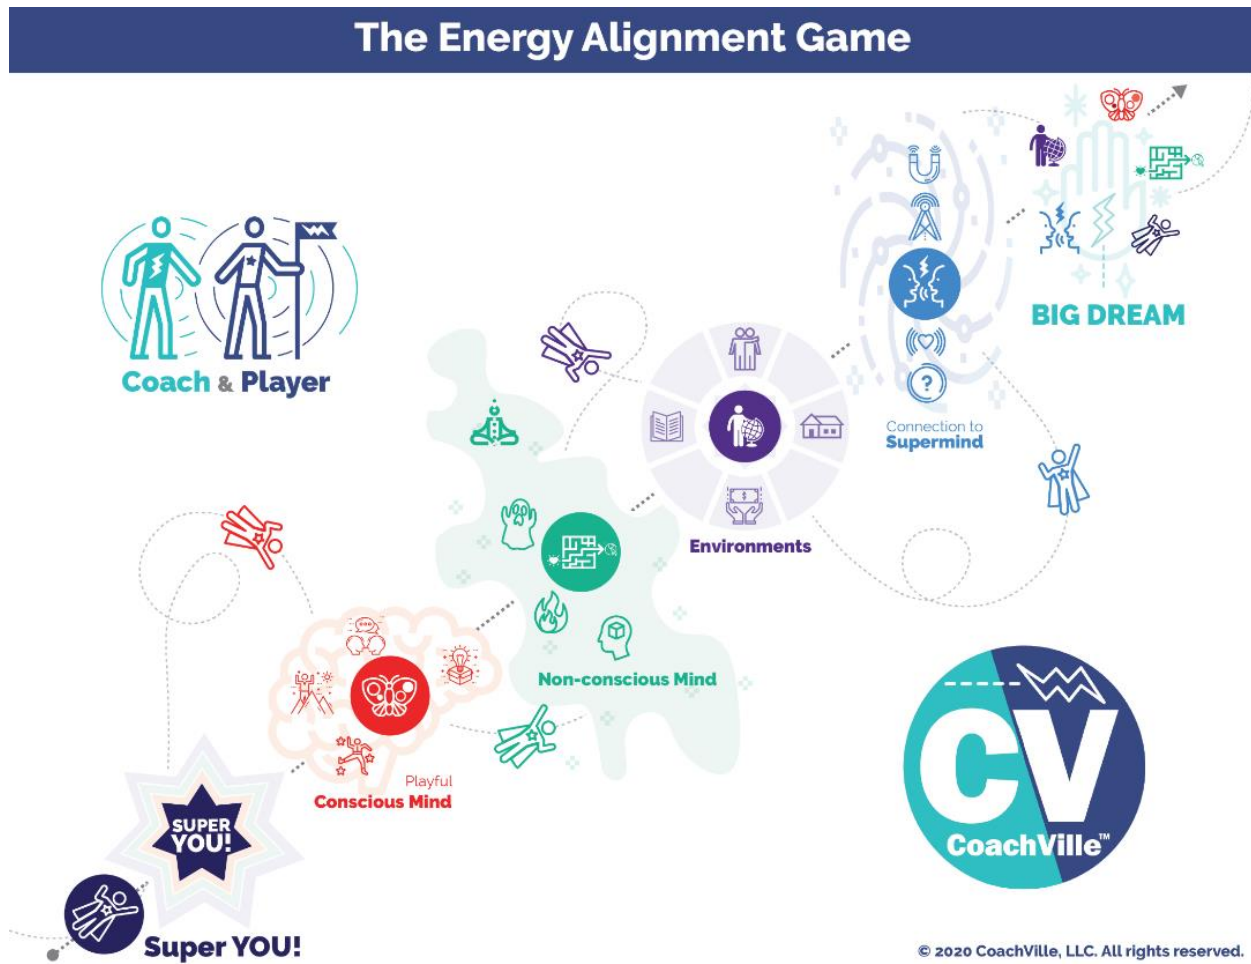 The Energy Alignment Game
BIG DREAM
Coach & Player
Connection to
Supermind
?
$
Environments
Non-conscious Mind
Playful
Conscious Mind
SUPER
YOU!
Super YOU!
CV
CoachVille™
© 2020 CoachVille, LLC. All rights reserved.